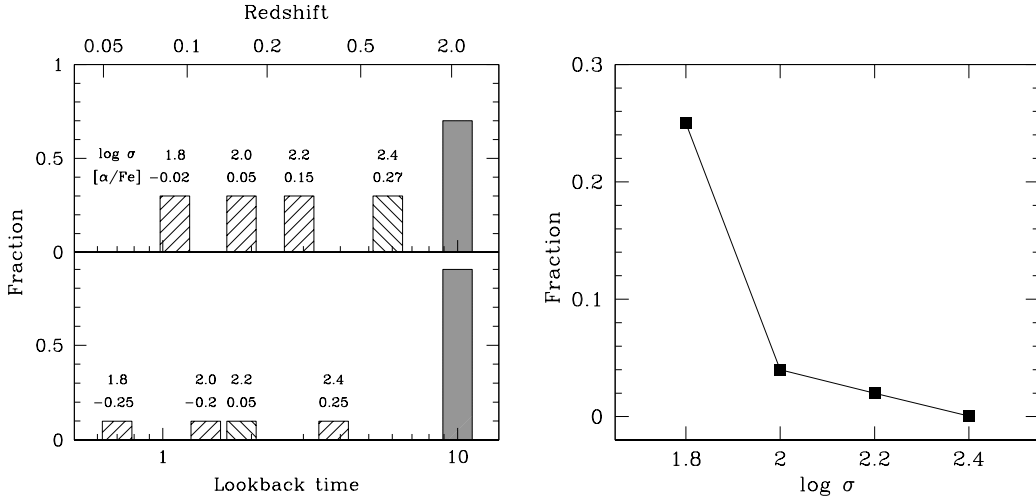 Redshift
0.05 0.1 0.2 0.5 2.0
1
0.5
0
log σ 1.8 2.0 2.2 2.4
[α/Fe] −0.02 0.05 0.15 0.27
Fraction
0.5
0
1.8 2.0 2.2 2.4
−0.25 −0.2 0.05 0.25
1 10
Lookback time
0.3
0.2
0.1
0
Fraction
1.8 2 2.2 2.4
log σ